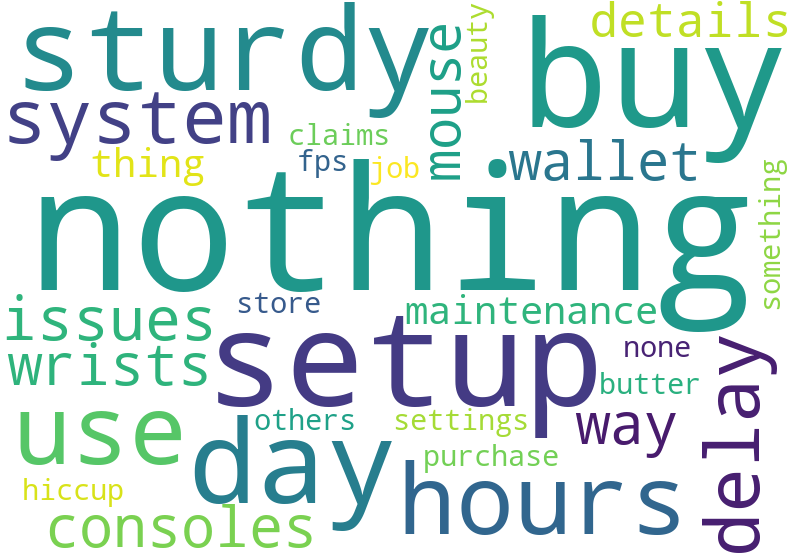 sturdy
buy
details
beauty
mouse
system
claims
thing
fps
job
wallet
nothing
something
store
maintenance
issues
setup
wrists
none
delay
butter
use
day
others
settings
way
purchase
hours
hiccup
consoles